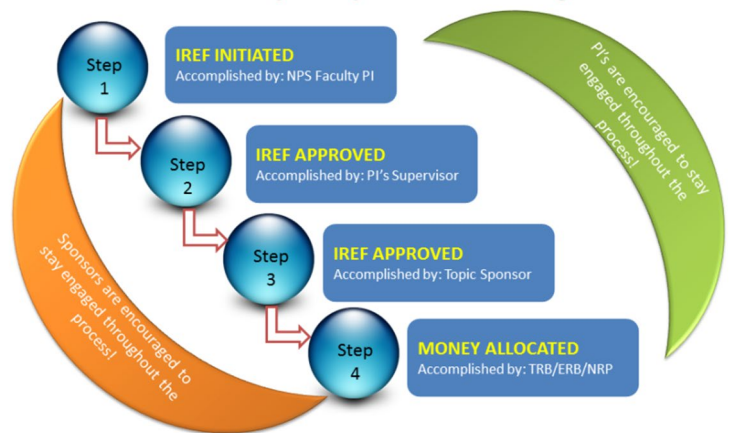 Step
1
IREF INITIATED
Accomplished by: NPS Faculty PI
Step
2
IREF APPROVED
Accomplished by: PI's Supervisor
Step
3
IREF APPROVED
Accomplished by: Topic Sponsor
Step
4
MONEY ALLOCATED
Accomplished by: TRB/ERB/NRP
PI's are encouraged to stay
engaged throughout the
process!
Sponsors are encouraged to
stay engaged throughout the
process!